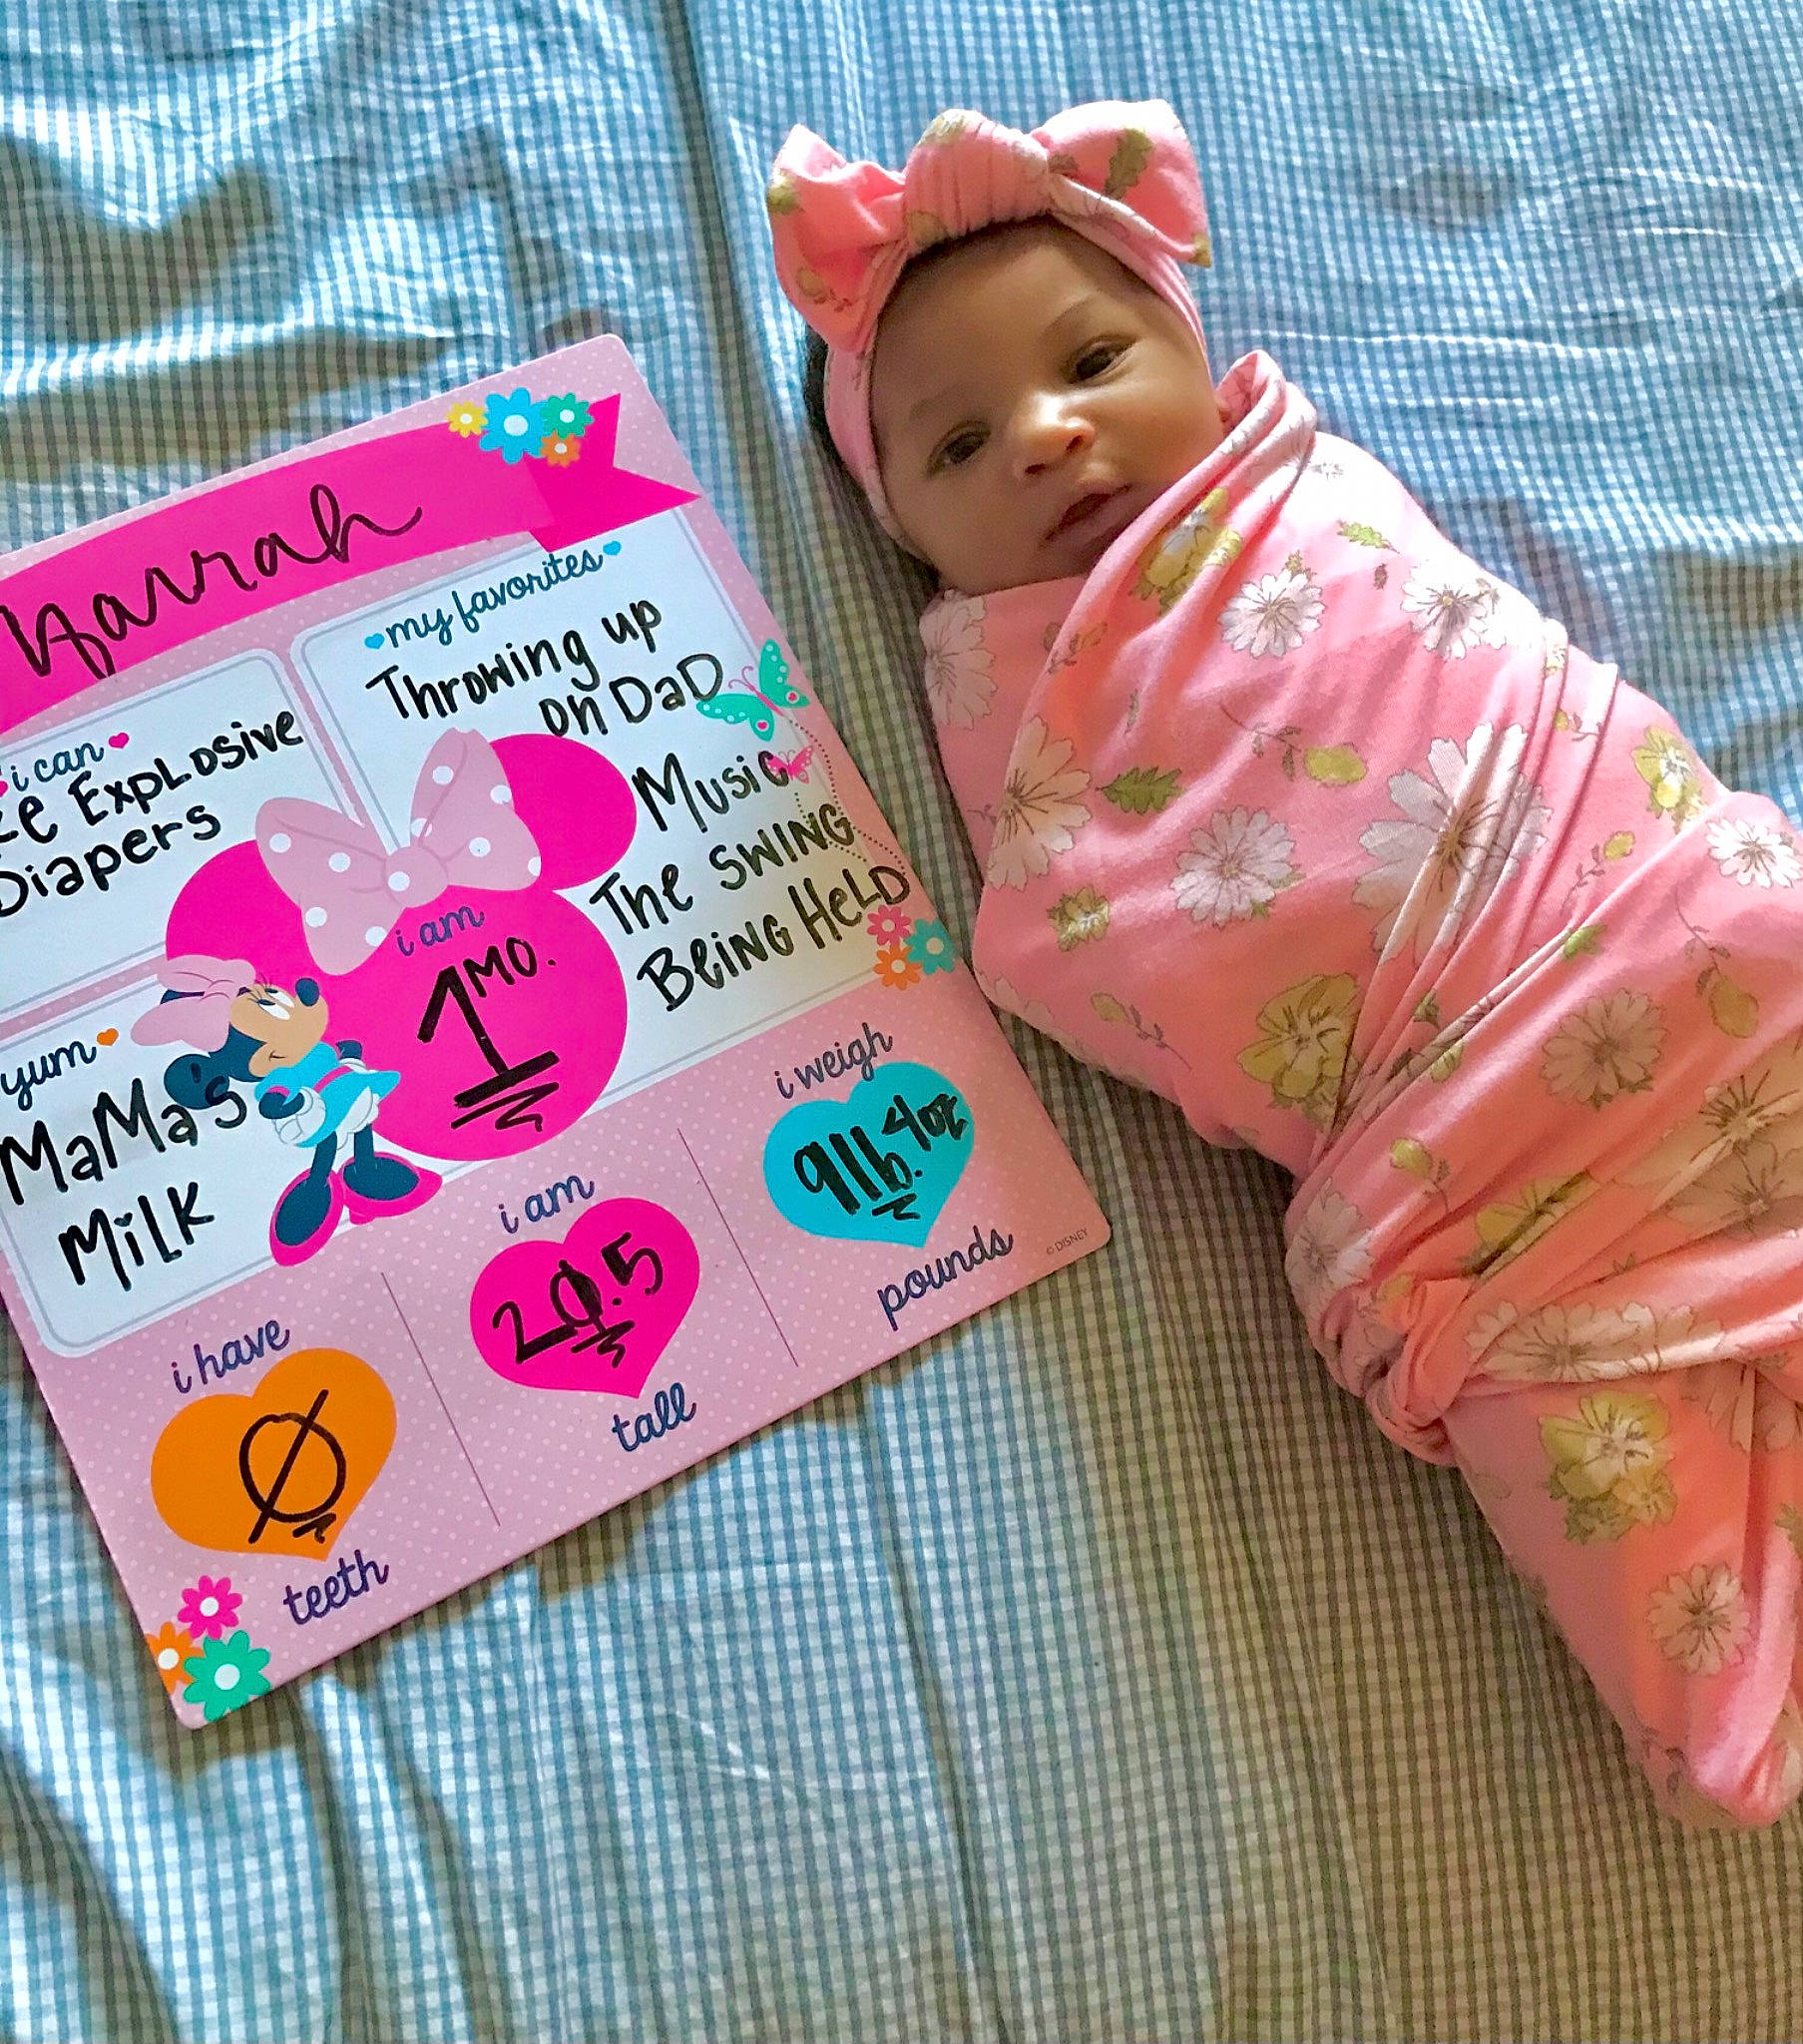 my favorites
Throwing up
on DaD
Music
The Swing
Being Held
i can
Explosive
Diapers
i am
1 Mo.
yum
MaMa's
Milk
i have
Ø
teeth
i am
20.5
tall
i weigh
9lb. 4oz
pounds
© DISNEY